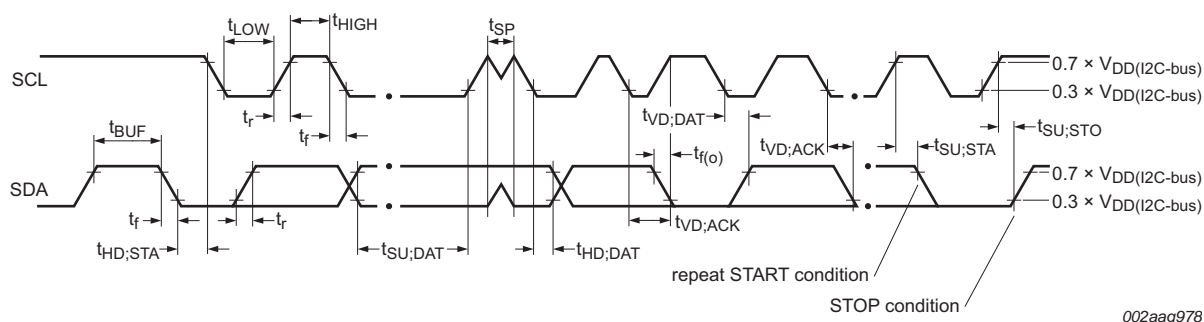 tLOW
tHIGH
tSP
SCL
0.7 × VDD(I2C-bus)
0.3 × VDD(I2C-bus)
tr
tf
tBUF
tVD;DAT
tSU;STO
tf(o)
tVD;ACK
tSU;STA
SDA
0.7 × VDD(I2C-bus)
0.3 × VDD(I2C-bus)
tf
tr
tVD;ACK
tHD;STA
tSU;DAT
tHD;DAT
repeat START condition
STOP condition
002aag978